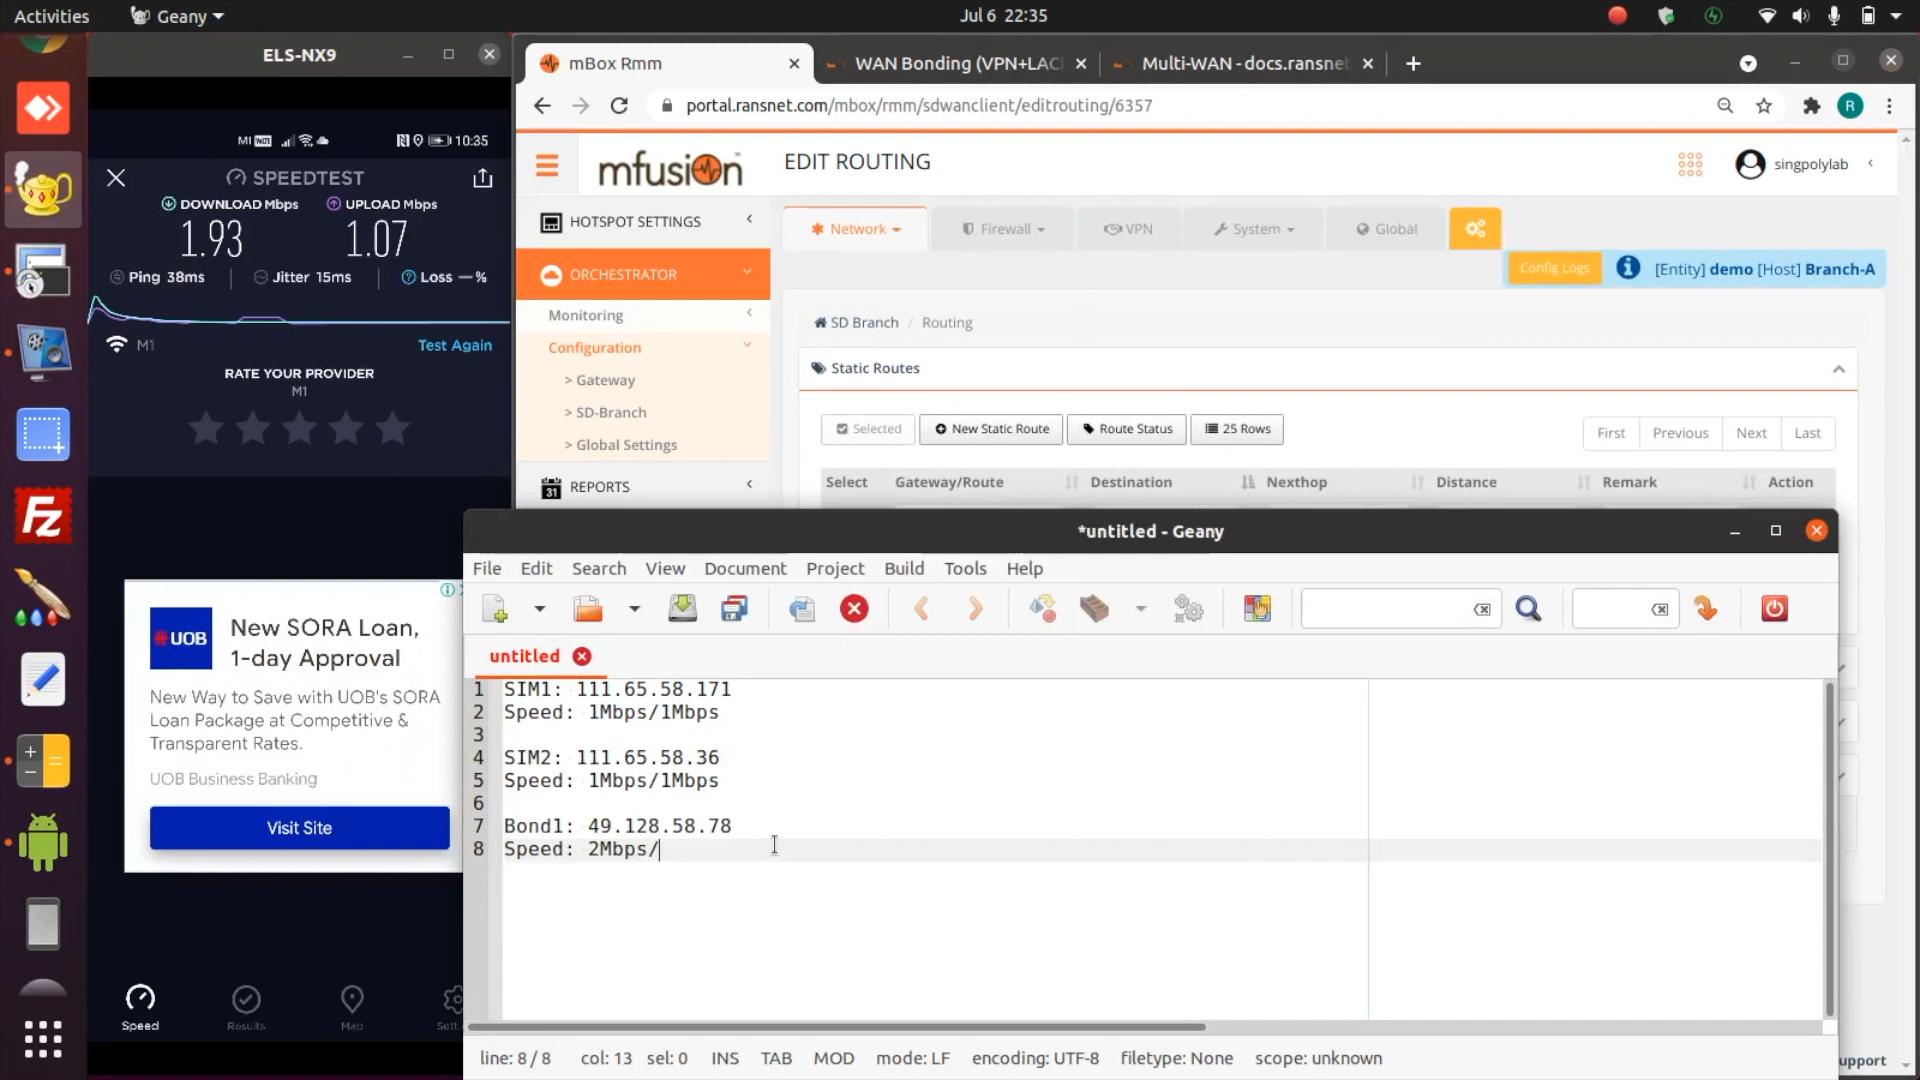 Activities
Geany
Jul 6 22:35
ELS-NX9
M1
10:35
SPEEDTEST
DOWNLOAD Mbps
UPLOAD Mbps
1.93
1.07
Ping 38ms
Jitter 15ms
Loss — %
M1
Test Again
RATE YOUR PROVIDER
M1
UOB
New SORA Loan,
1-day Approval
New Way to Save with UOB's SORA
Loan Package at Competitive &
Transparent Rates.
UOB Business Banking
Visit Site
Speed
Results
Map
Sett
mBox Rmm
WAN Bonding (VPN+LAC
Multi-WAN - docs.ransnet
portal.ransnet.com/mbox/rmm/sdwanclient/editrouting/6357
R
mfusion
EDIT ROUTING
singpolylab
HOTSPOT SETTINGS
ORCHESTRATOR
Monitoring
Configuration
> Gateway
> SD-Branch
> Global Settings
31
REPORTS
Network
Firewall
VPN
System
Global
Config Logs
[Entity] demo [Host] Branch-A
SD Branch / Routing
Static Routes
Selected
New Static Route
Route Status
25 Rows
First
Previous
Next
Last
Select
Gateway/Route
Destination
Nexthop
Distance
Remark
Action
*untitled - Geany
File Edit Search View Document Project Build Tools Help
untitled
1 SIM1: 111.65.58.171
2 Speed: 1Mbps/1Mbps
3
4 SIM2: 111.65.58.36
5 Speed: 1Mbps/1Mbps
6
7 Bond1: 49.128.58.78
8 Speed: 2Mbps/
line: 8 / 8 col: 13 sel: 0 INS TAB MOD mode: LF encoding: UTF-8 filetype: None scope: unknown
upport